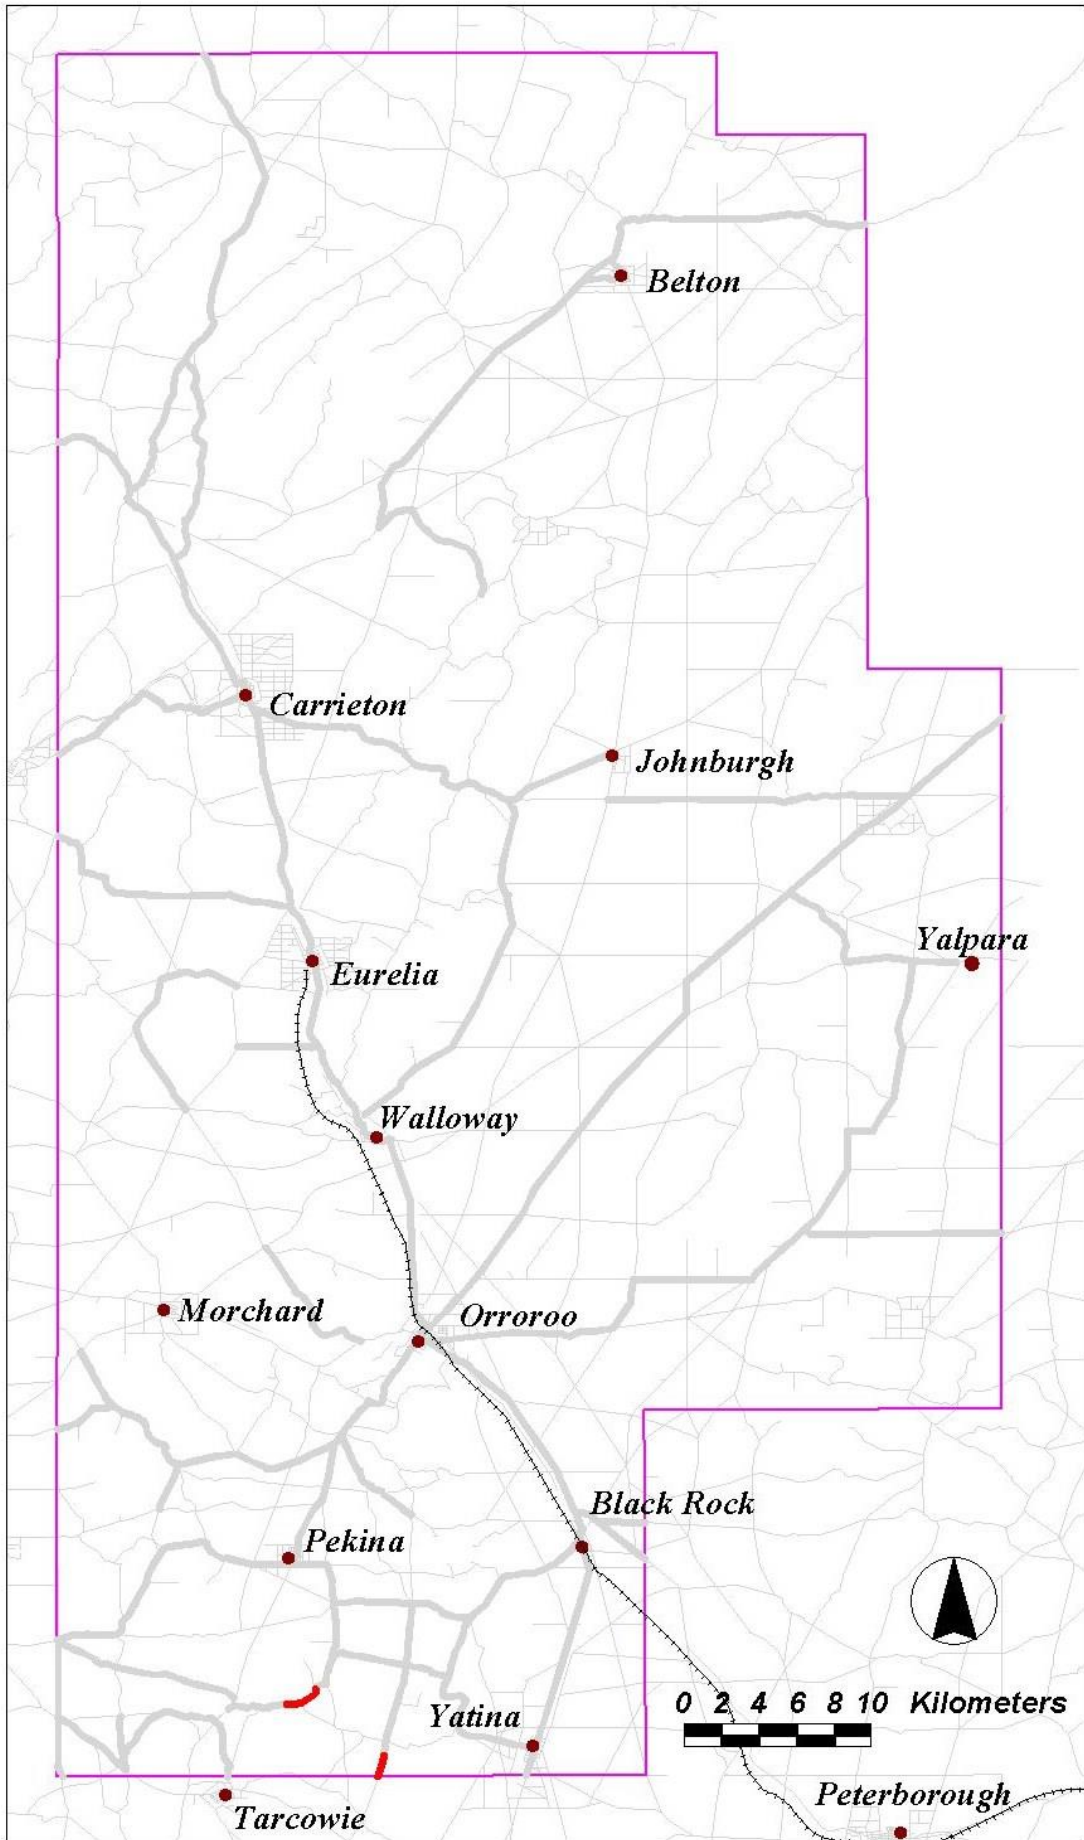 Belton
Carrieton
Johnburgh
Yalpara
Eurelia
Walloway
Morchard
Orroroo
Black Rock
Pekina
0 2 4 6 8 10 Kilometers
Yatina
Peterborough
Tarcowie